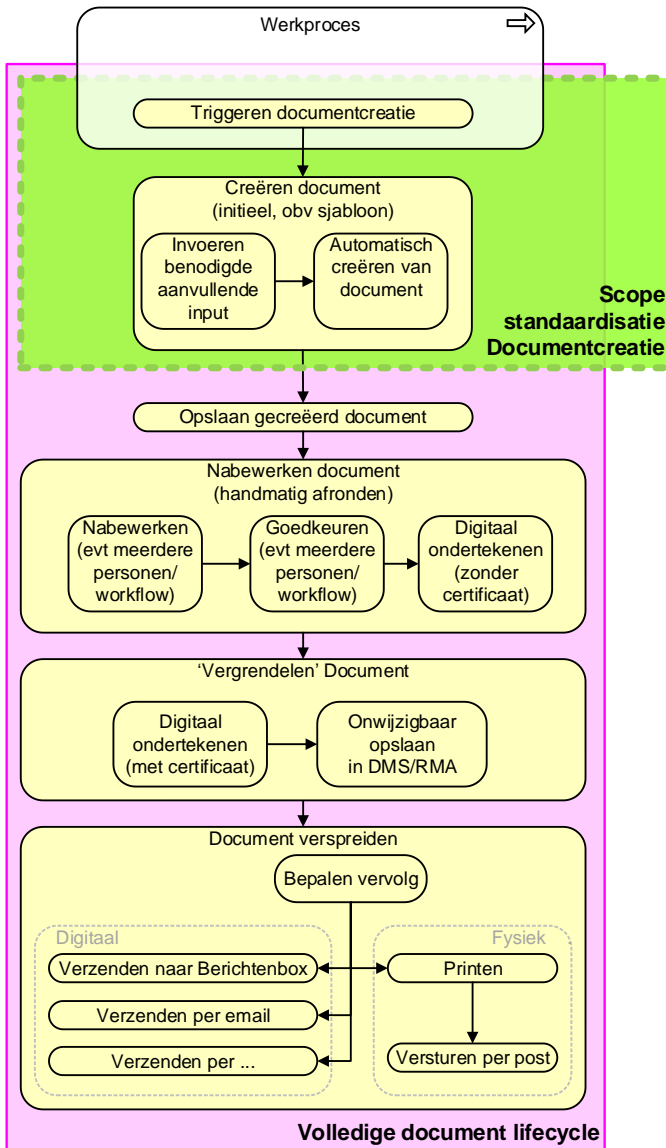 Werkproces
Triggeren documentcreatie
Creëren document
(initieel, obv sjabloon)
Invoeren
benodigde
aanvullende
input
Automatisch
creëren van
document
Scope
standaardisatie
Documentcreatie
Opslaan gecreëerd document
Nabewerken document
(handmatig afronden)
Nabewerken
(evt meerdere
personen/
workflow)
Goedkeuren
(evt meerdere
personen/
workflow)
Digitaal
ondertekenen
(zonder
certificaat)
‘Vergrendelen’ Document
Digitaal
ondertekenen
(met certificaat)
Onwijzigbaar
opslaan
in DMS/RMA
Document verspreiden
Bepalen vervolg
Digitaal
Verzenden naar Berichtenbox
Verzenden per email
Verzenden per ...
Fysiek
Printen
Versturen per post
Volledige document lifecycle